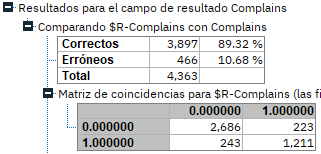 Resultados para el campo de resultado Complains
Comparando $R-Complains con Complains
Correctos 3,897 89.32 %
Erróneos 466 10.68 %
Total 4,363
Matriz de coincidencias para $R-Complains (las fi
0.000000 1.000000
0.000000 2,686 223
1.000000 243 1,211